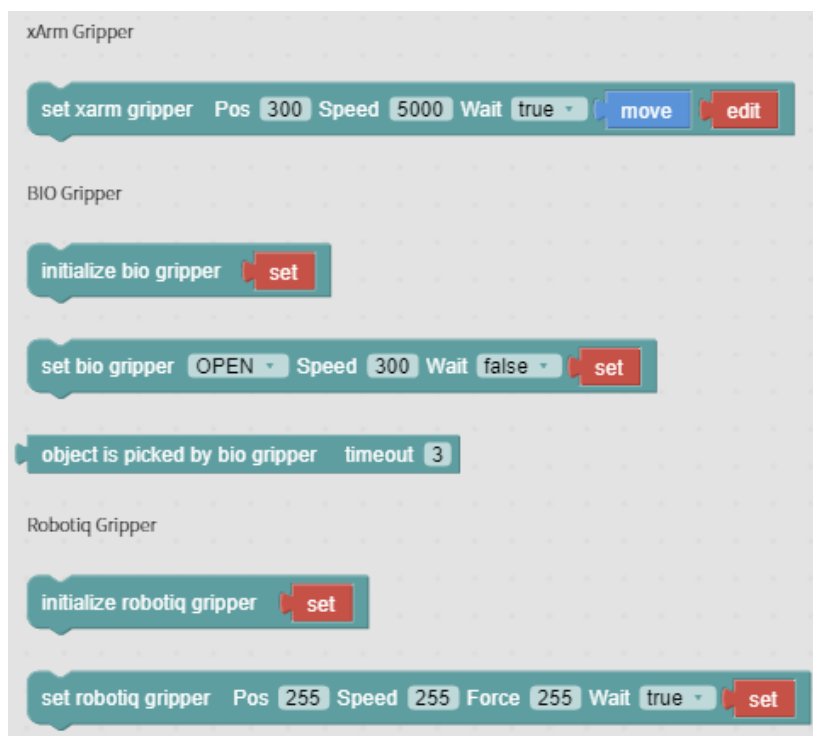 xArm Gripper
set xarm gripper Pos 300 Speed 5000 Wait true move edit
BIO Gripper
initialize bio gripper set
set bio gripper OPEN Speed 300 Wait false set
object is picked by bio gripper timeout 3
Robotiq Gripper
initialize robotiq gripper set
set robotiq gripper Pos 255 Speed 255 Force 255 Wait true set